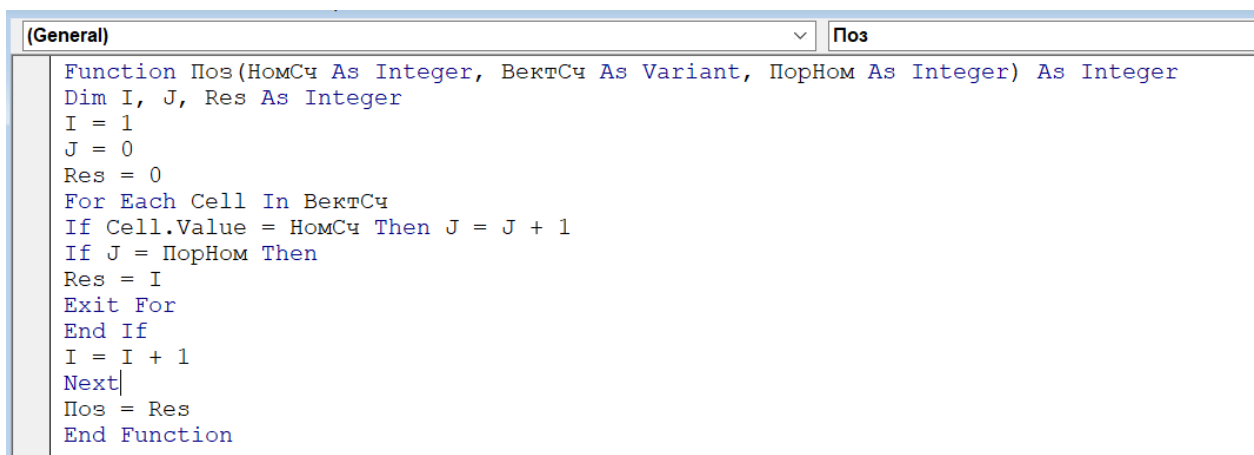 (General)
Поз
Function Поз(НомСч As Integer, ВектСч As Variant, ПорНом As Integer) As Integer
Dim I, J, Res As Integer
I = 1
J = 0
Res = 0
For Each Cell In ВектСч
If Cell.Value = НомСч Then J = J + 1
If J = ПорНом Then
Res = I
Exit For
End If
I = I + 1
Next
Поз = Res
End Function